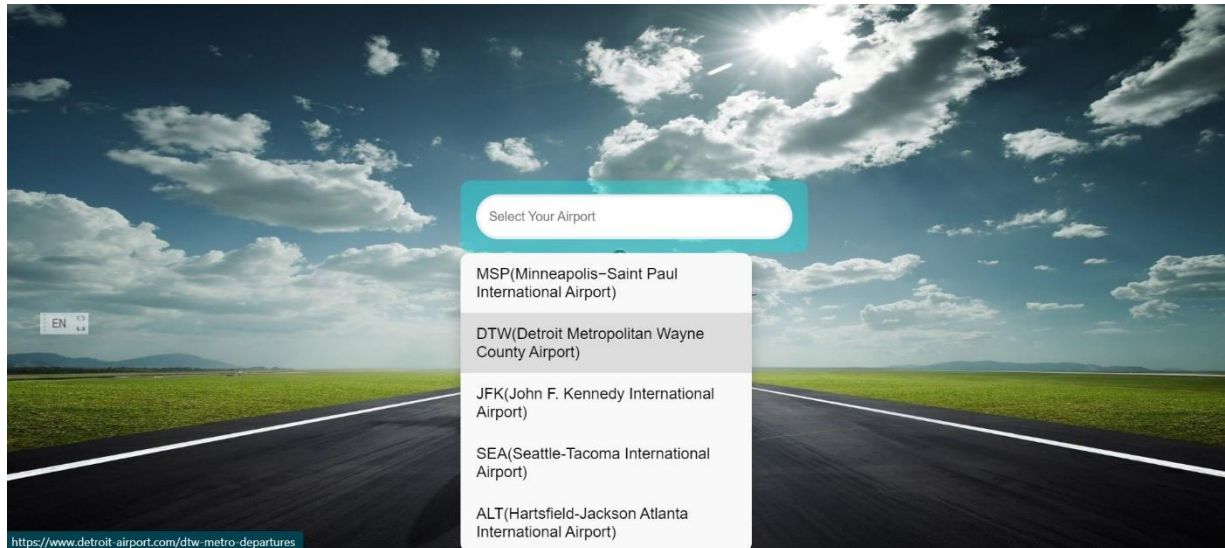 Select Your Airport
MSP(Minneapolis–Saint Paul
International Airport)
EN
DTW(Detroit Metropolitan Wayne
County Airport)
JFK(John F. Kennedy International
Airport)
SEA(Seattle-Tacoma International
Airport)
ALT(Hartsfield-Jackson Atlanta
International Airport)
https://www.detroit-airport.com/dtw-metro-departures